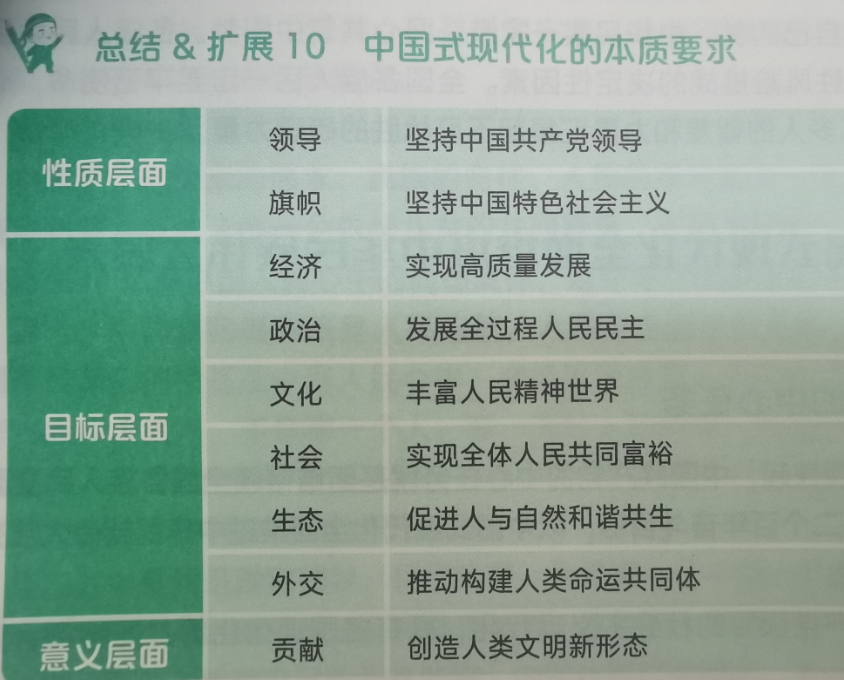 总结 & 扩展 10 中国式现代化的本质要求
性质层面
领导 坚持中国共产党领导
旗帜 坚持中国特色社会主义
目标层面
经济 实现高质量发展
政治 发展全过程人民民主
文化 丰富人民精神世界
社会 实现全体人民共同富裕
生态 促进人与自然和谐共生
外交 推动构建人类命运共同体
意义层面
贡献 创造人类文明新形态